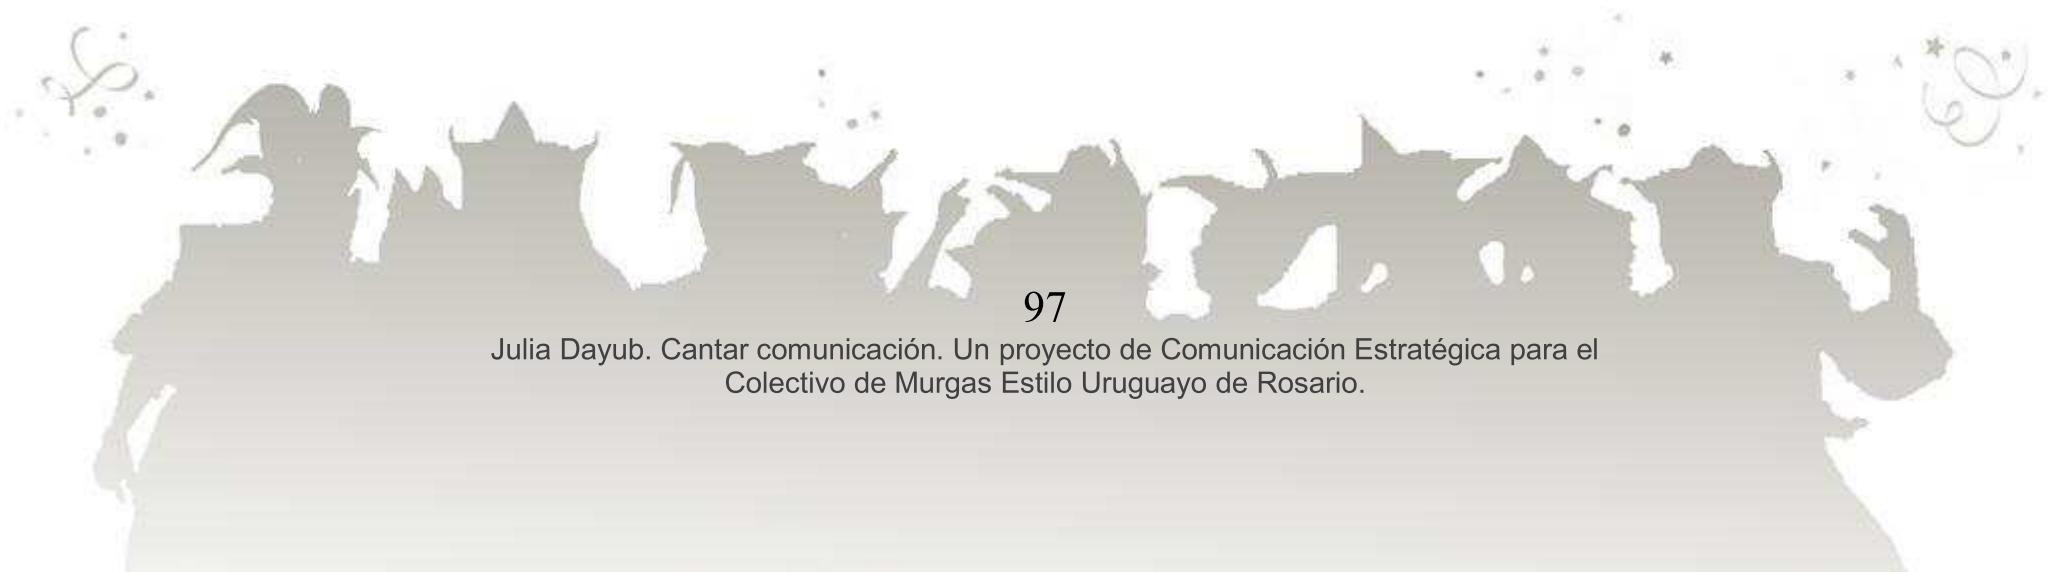 97
Julia Dayub. Cantar comunicación. Un proyecto de Comunicación Estratégica para el
Colectivo de Murgas Estilo Uruguayo de Rosario.